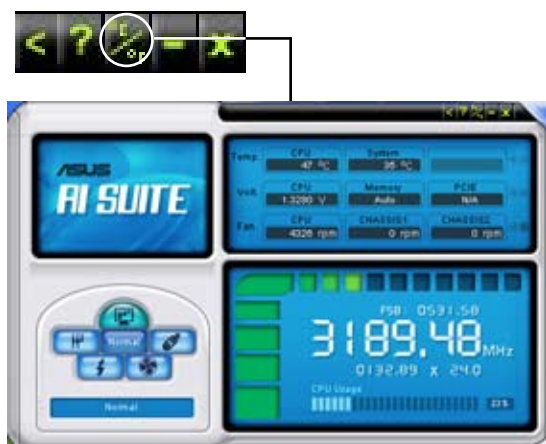 < ? °C/°F - x
< ? - x
ASUS
AI SUITE
Temp. CPU System
47 °C 35 °C
Volt. CPU Memory PCIE
1.3280 V Auto N/A
Fan CPU CHASSIS1 CHASSIS2
4326 rpm 0 rpm 0 rpm
FSB: 0531.58
3189.48 MHz
0132.89 x 24.0
CPU Usage
23%
Normal
Normal